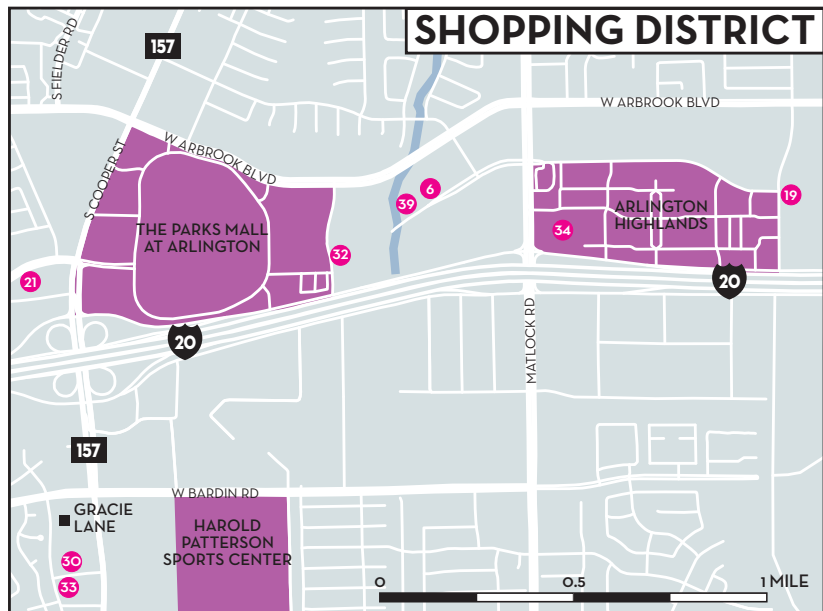 SHOPPING DISTRICT
S FIELDER RD
157
W ARBROOK BLVD
W ARBROOK BLVD
S COOPER ST
THE PARKS MALL
AT ARLINGTON
39
6
19
ARLINGTON
HIGHLANDS
34
32
21
20
20
MATLOCK RD
157
W BARDIN RD
GRACIE
LANE
HAROLD
PATTERSON
SPORTS CENTER
30
33
0
0.5
1 MILE